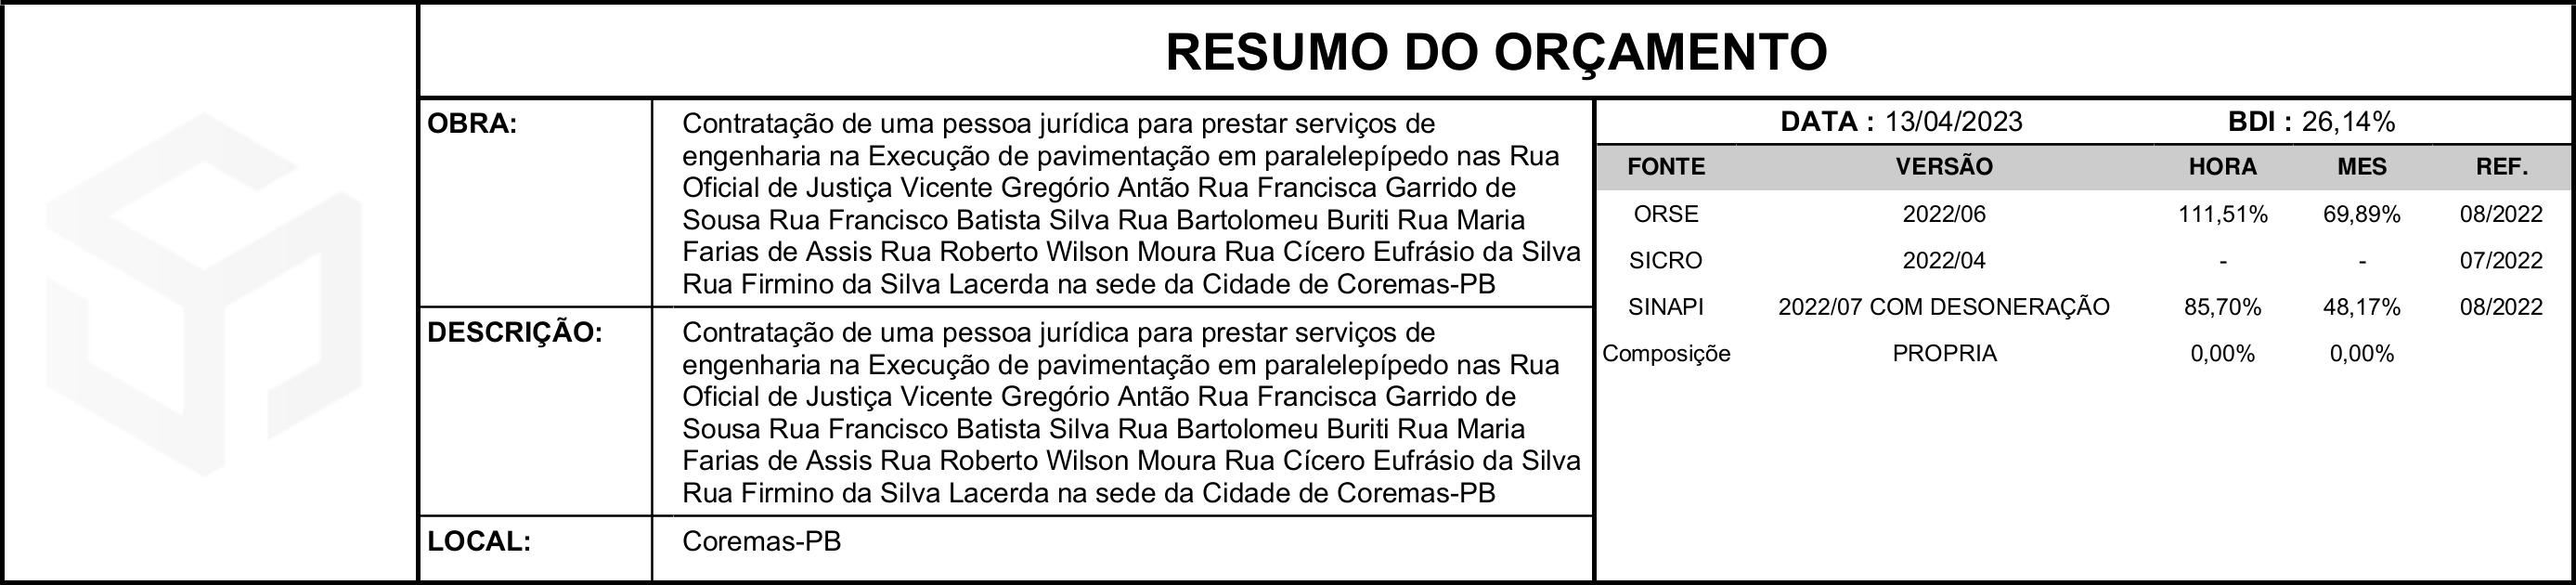 RESUMO DO ORÇAMENTO
OBRA:
Contratação de uma pessoa jurídica para prestar serviços de
engenharia na Execução de pavimentação em paralelepípedo nas Rua
Oficial de Justiça Vicente Gregório Antão Rua Francisca Garrido de
Sousa Rua Francisco Batista Silva Rua Bartolomeu Buriti Rua Maria
Farias de Assis Rua Roberto Wilson Moura Rua Cícero Eufrásio da Silva
Rua Firmino da Silva Lacerda na sede da Cidade de Coremas-PB
DESCRIÇÃO:
Contratação de uma pessoa jurídica para prestar serviços de
engenharia na Execução de pavimentação em paralelepípedo nas Rua
Oficial de Justiça Vicente Gregório Antão Rua Francisca Garrido de
Sousa Rua Francisco Batista Silva Rua Bartolomeu Buriti Rua Maria
Farias de Assis Rua Roberto Wilson Moura Rua Cícero Eufrásio da Silva
Rua Firmino da Silva Lacerda na sede da Cidade de Coremas-PB
LOCAL:
Coremas-PB
DATA : 13/04/2023 BDI : 26,14%
FONTE VERSÃO HORA MES REF.
ORSE 2022/06 111,51% 69,89% 08/2022
SICRO 2022/04 - - 07/2022
SINAPI 2022/07 COM DESONERAÇÃO 85,70% 48,17% 08/2022
Composiçõe PROPRIA 0,00% 0,00%